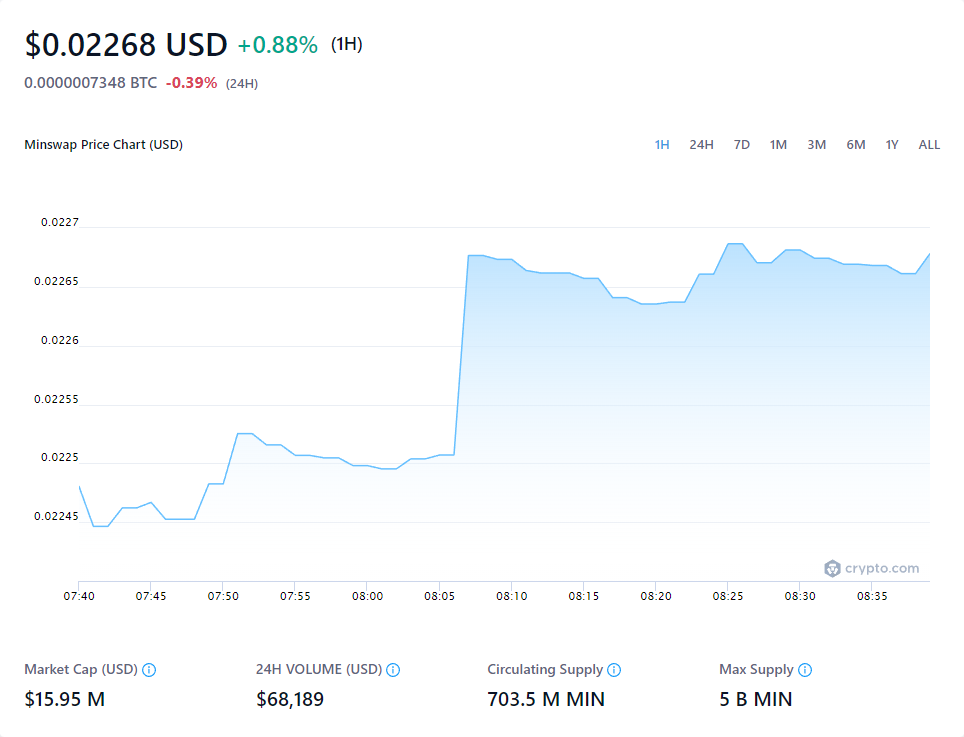 $0.02268 USD +0.88% (1H)
0.0000007348 BTC -0.39% (24H)
Minswap Price Chart (USD)
1H 24H 7D 1M 3M 6M 1Y ALL
0.0227
0.02265
0.0226
0.02255
0.0225
0.02245
crypto.com
07:40 07:45 07:50 07:55 08:00 08:05 08:10 08:15 08:20 08:25 08:30 08:35
Market Cap (USD) 24H VOLUME (USD) Circulating Supply Max Supply
$15.95 M $68,189 703.5 M MIN 5 B MIN